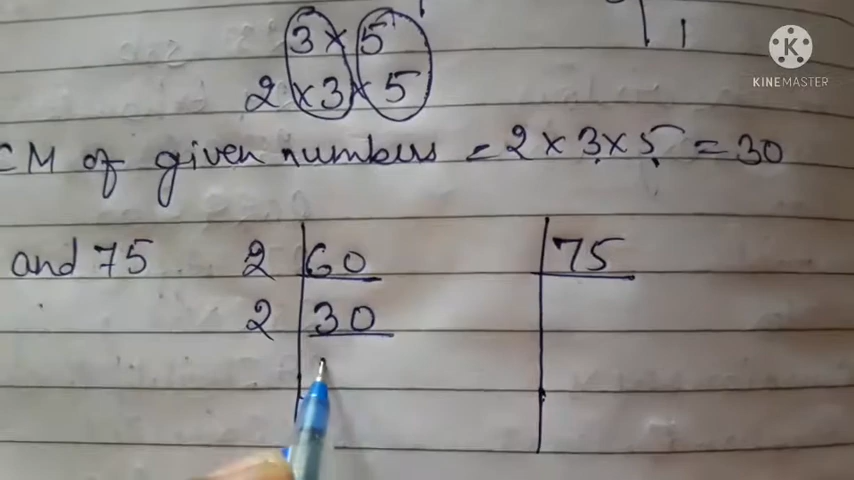 3 × 5
2 × 3 × 5
1
K
KINEMASTER
CM of given numbers = 2 × 3 × 5 = 30
and 75 2 60 75
2 30